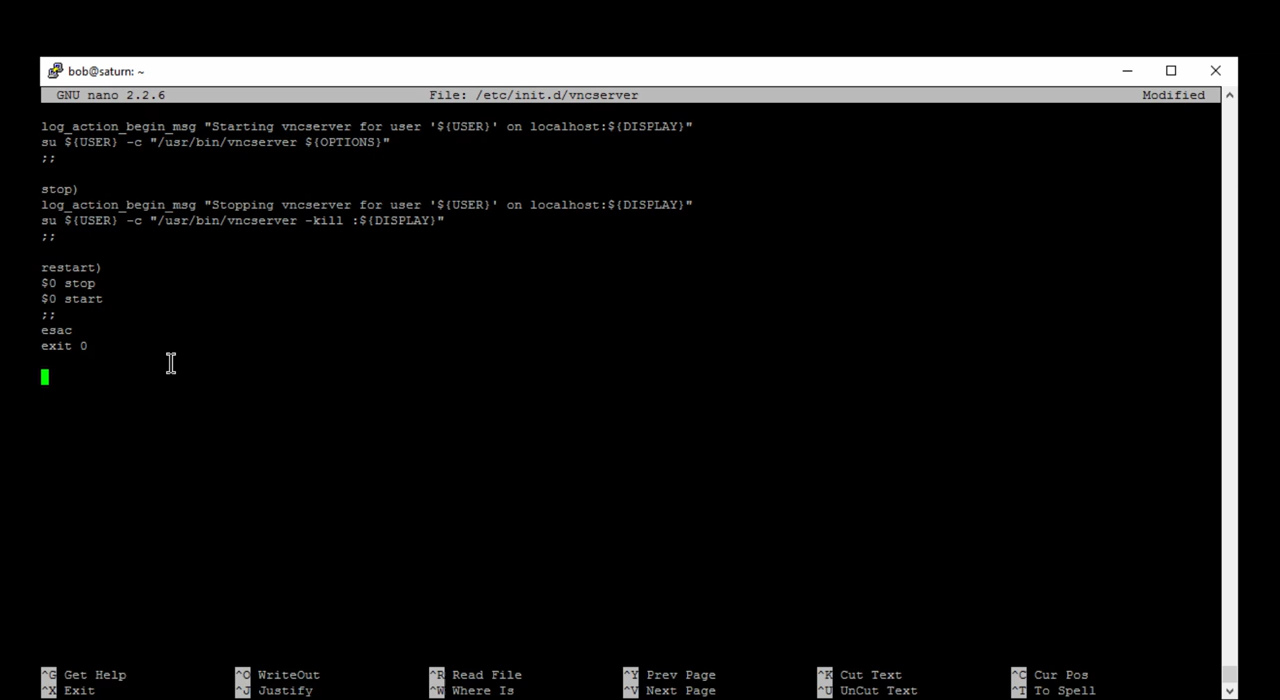 bob@saturn: ~
GNU nano 2.2.6 File: /etc/init.d/vncserver Modified
log_action_begin_msg "Starting vncserver for user '${USER}' on localhost:${DISPLAY}"
su ${USER} -c "/usr/bin/vncserver ${OPTIONS}"
;;
stop)
log_action_begin_msg "Stopping vncserver for user '${USER}' on localhost:${DISPLAY}"
su ${USER} -c "/usr/bin/vncserver -kill :${DISPLAY}"
;;
restart)
$0 stop
$0 start
;;
esac
exit 0
^G Get Help ^O WriteOut ^R Read File ^Y Prev Page ^K Cut Text ^C Cur Pos
^X Exit ^J Justify ^W Where Is ^V Next Page ^U UnCut Text ^T To Spell